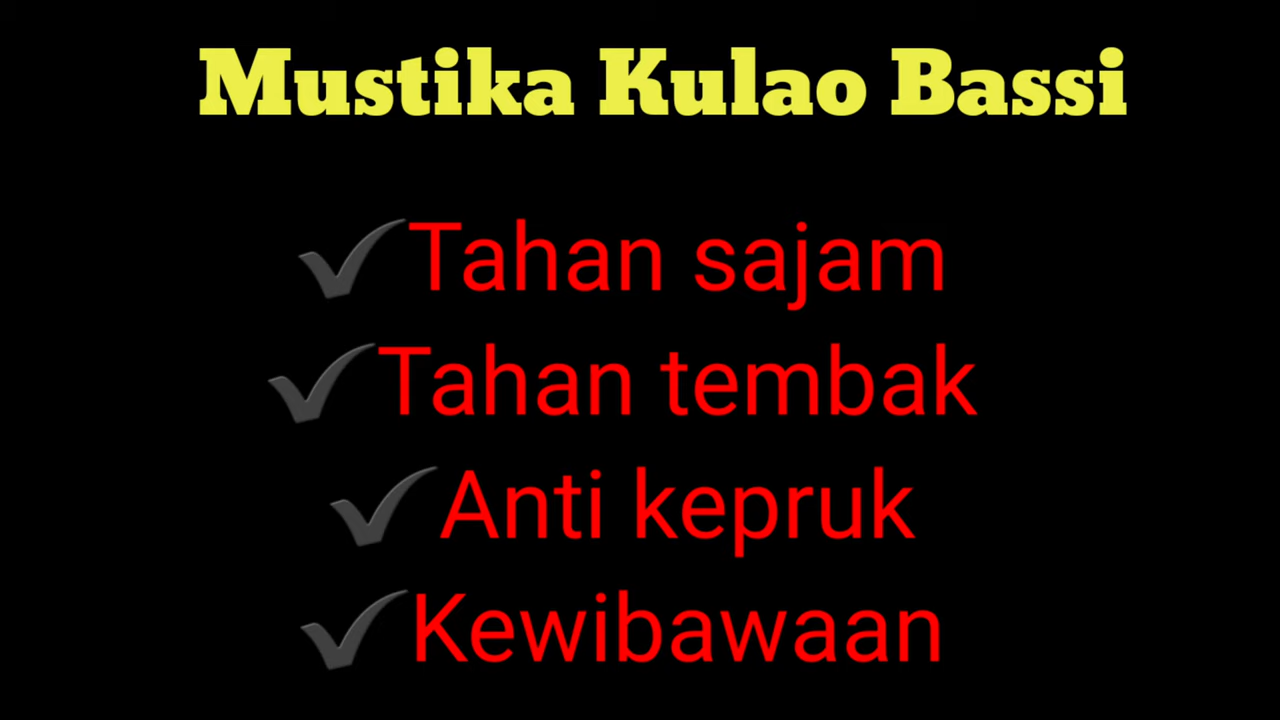 Mustika Kulao Bassi
✔Tahan sajam
✔Tahan tembak
✔Anti kepruk
✔Kewibawaan